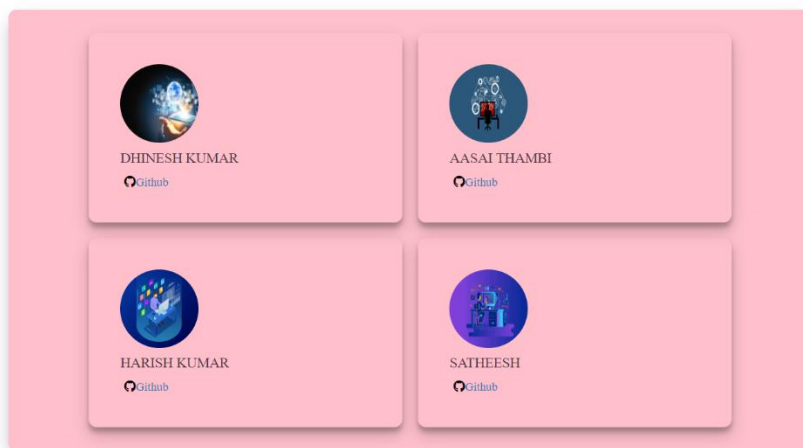 DHINESH KUMAR
Github
AASAI THAMBI
Github
HARISH KUMAR
Github
SATHEESH
Github